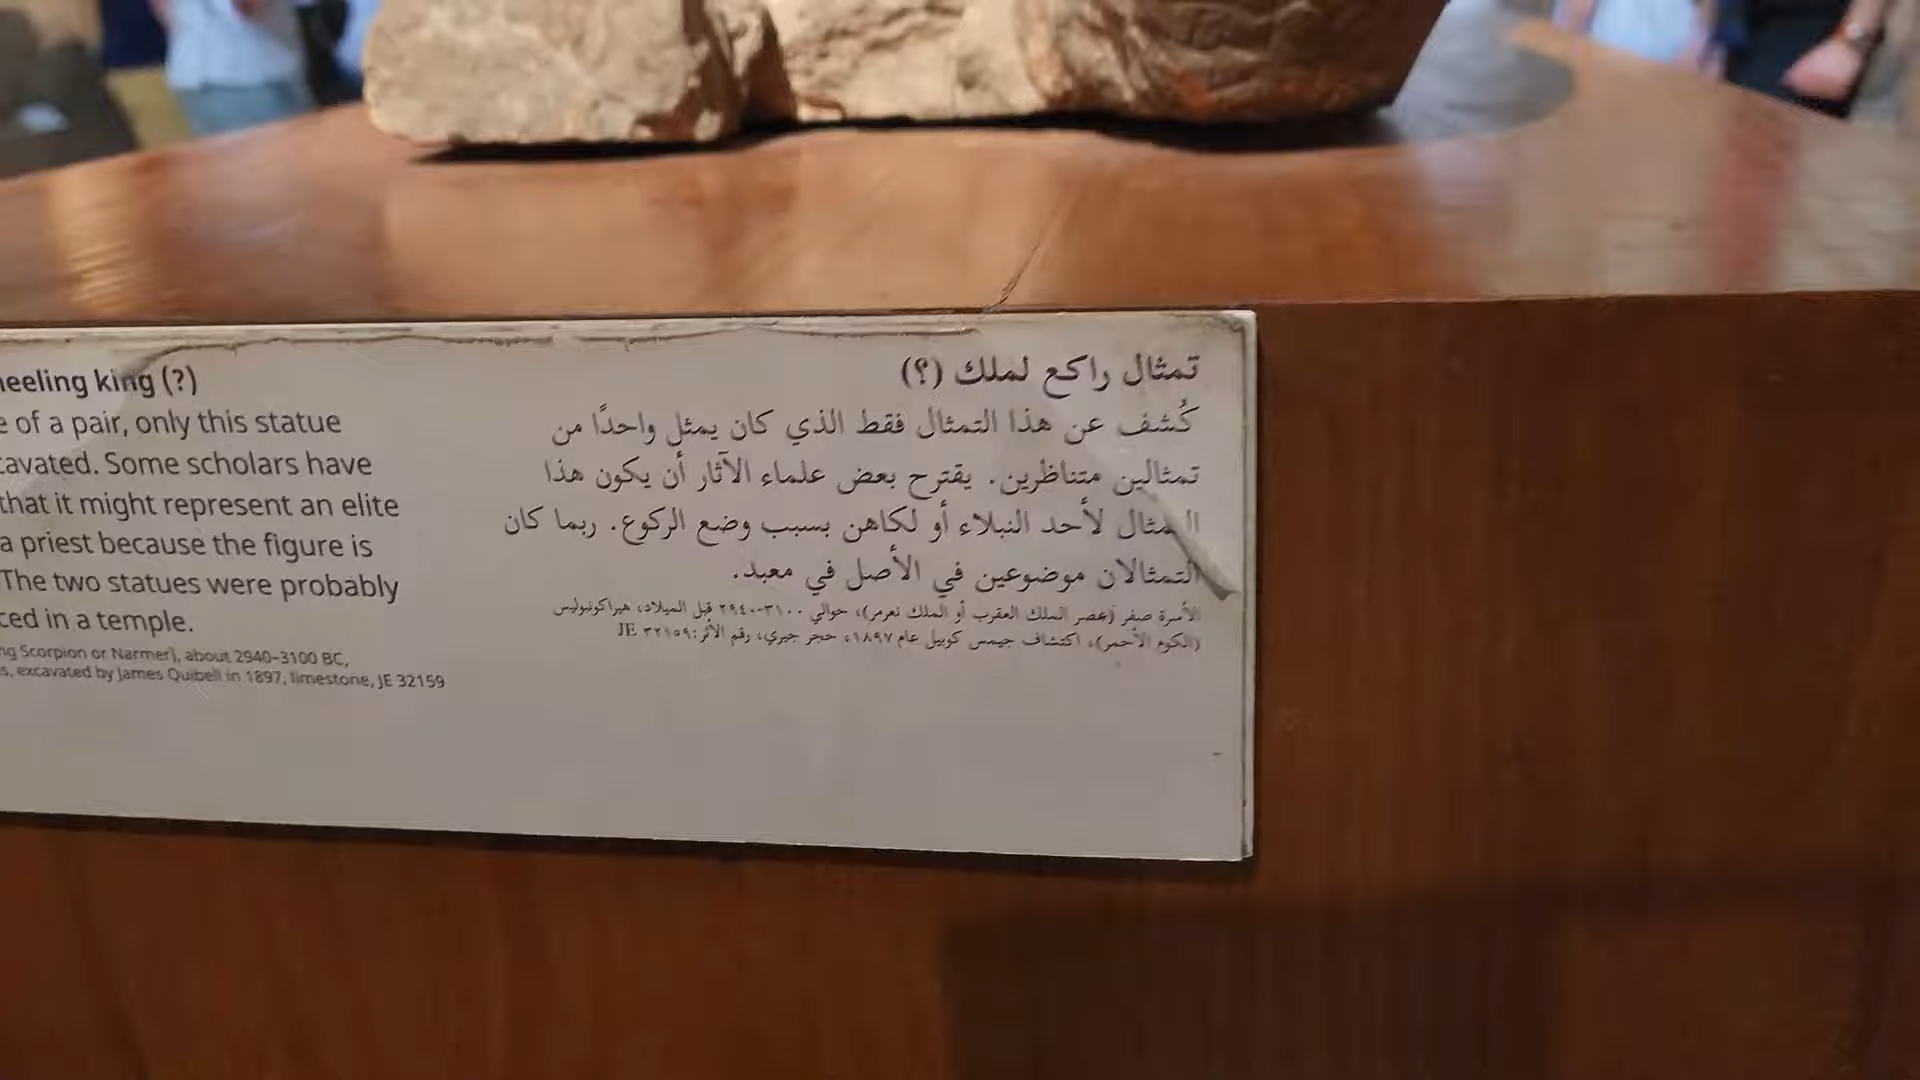 neeling king (?)
e of a pair, only this statue
cavated. Some scholars have
that it might represent an elite
a priest because the figure is
The two statues were probably
ced in a temple.
ng Scorpion or Narmer), about 2940–3100 BC,
s, excavated by James Quibell in 1897, limestone, JE 32159
تمثال راكع لملك (؟)
كُشف عن هذا التمثال فقط الذي كان يمثل واحدًا من
تمثالين متناظرين. يقترح بعض علماء الآثار أن يكون هذا
التمثال لأحد النبلاء أو لكاهن بسبب وضع الركوع. ربما كان
التمثالان موضوعين في الأصل في معبد.
الأسرة صفر (عصر الملك العقرب أو الملك نعرمر)، حوالي ٣١٠٠-٢٩٤٠ قبل الميلاد، هيراكونبوليس
(الكوم الأحمر)، اكتشاف جيمس كويبل عام ١٨٩٧، حجر جيري، رقم الأثر: JE ٣٢١٥٩